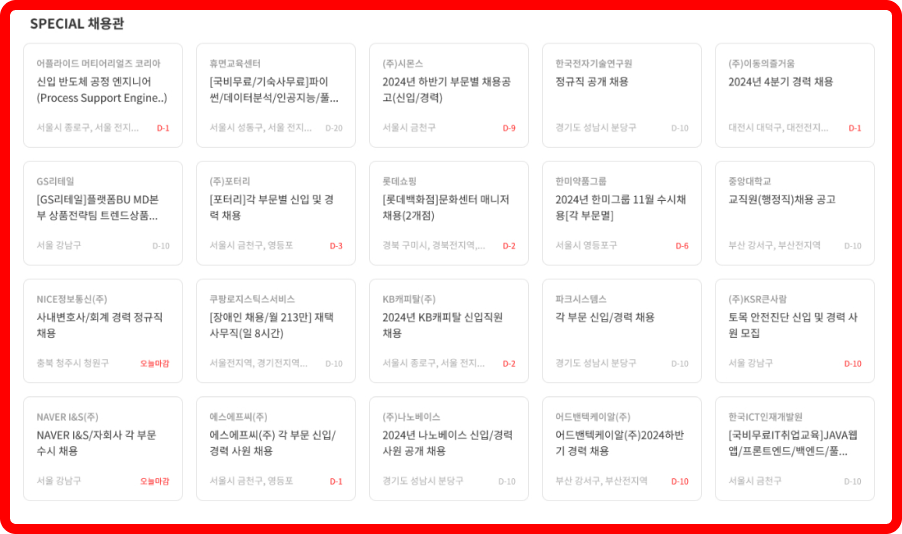 SPECIAL 채용관
어플라이드 머티어리얼즈 코리아
신입 반도체 공정 엔지니어
(Process Support Engine..)
서울시 종로구, 서울 전지...
D-1
휴먼교육센터
[국비무료/기숙사무료]파이
썬/데이터분석/인공지능/풀...
서울시 성동구, 서울 전지...
D-20
(주)시몬스
2024년 하반기 부문별 채용공
고(신입/경력)
서울시 금천구
D-9
한국전자기술연구원
정규직 공개 채용
경기도 성남시 분당구
D-10
(주)이동의즐거움
2024년 4분기 경력 채용
대전시 대덕구, 대전전지...
D-1
GS리테일
[GS리테일]플랫폼BU MD본
부 상품전략팀 트렌드상품...
서울 강남구
D-10
(주)포터리
[포터리]각 부문별 신입 및 경
력 채용
서울시 금천구, 영등포
D-3
롯데쇼핑
[롯데백화점]문화센터 매니저
채용(2개점)
경북 구미시, 경북전지역,...
D-2
한미약품그룹
2024년 한미그룹 11월 수시채
용[각 부문별]
서울시 영등포구
D-6
중앙대학교
교직원(행정직)채용 공고
부산 강서구, 부산전지역
D-10
NICE정보통신(주)
사내변호사/회계 경력 정규직
채용
충북 청주시 청원구
오늘마감
쿠팡로지스틱스서비스
[장애인 채용/월 213만] 재택
사무직(일 8시간)
서울전지역, 경기전지역...
D-10
KB캐피탈(주)
2024년 KB캐피탈 신입직원
채용
서울시 종로구, 서울 전지...
D-2
파크시스템스
각 부문 신입/경력 채용
경기도 성남시 분당구
D-10
(주)KSR큰사람
토목 안전진단 신입 및 경력 사
원 모집
서울 강남구
D-10
NAVER I&S(주)
NAVER I&S/자회사 각 부문
수시 채용
서울 강남구
오늘마감
에스에프씨(주)
에스에프씨(주) 각 부문 신입/
경력 사원 채용
서울시 금천구, 영등포
D-1
(주)나노베이스
2024년 나노베이스 신입/경력
사원 공개 채용
경기도 성남시 분당구
D-10
어드밴텍케이알(주)
어드밴텍케이알(주)2024하반
기 경력 채용
부산 강서구, 부산전지역
D-10
한국ICT인재개발원
[국비무료IT취업교육]JAVA웹
앱/프론트엔드/백엔드/풀...
서울시 금천구
D-10